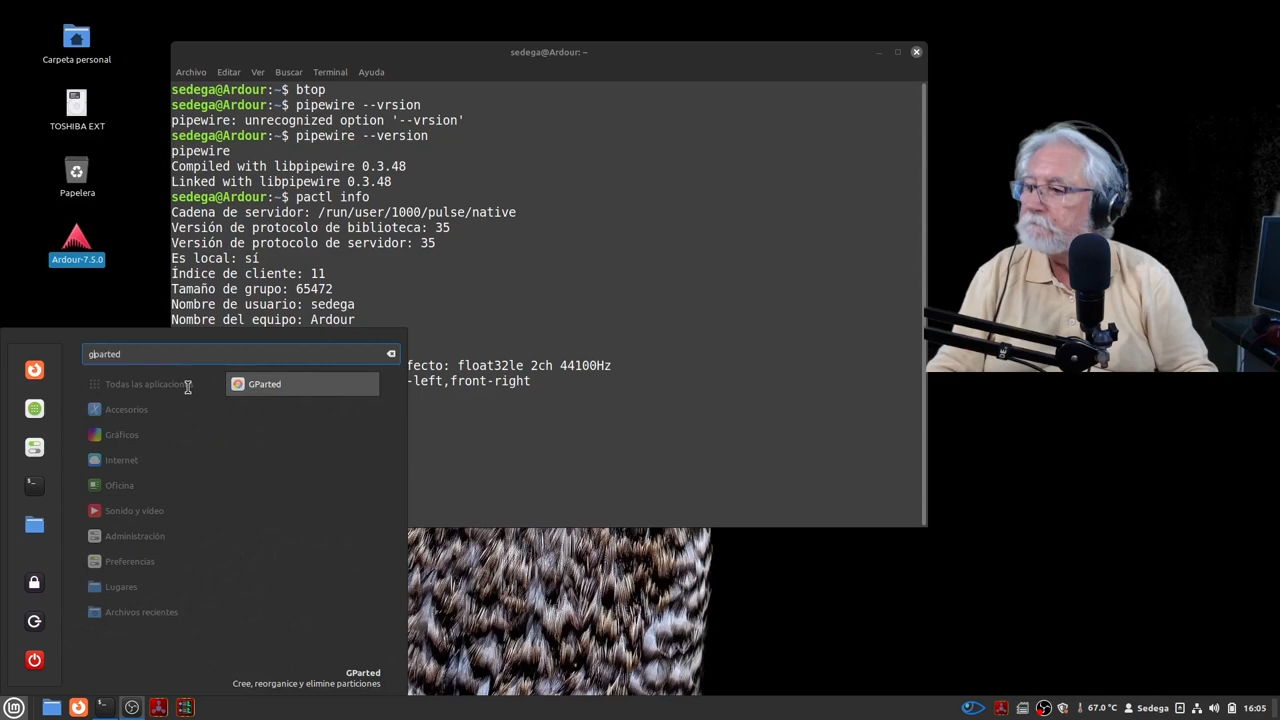 Carpeta personal
TOSHIBA EXT
Papelera
Ardour-7.5.0
sedega@Ardour: ~
Archivo Editar Ver Buscar Terminal Ayuda
sedega@Ardour:~$ btop
sedega@Ardour:~$ pipewire --vrsion
pipewire: unrecognized option '--vrsion'
sedega@Ardour:~$ pipewire --version
pipewire
Compiled with libpipewire 0.3.48
Linked with libpipewire 0.3.48
sedega@Ardour:~$ pactl info
Cadena de servidor: /run/user/1000/pulse/native
Versión de protocolo de biblioteca: 35
Versión de protocolo de servidor: 35
Es local: sí
Índice de cliente: 11
Tamaño de grupo: 65472
Nombre de usuario: sedega
Nombre del equipo: Ardour
fecto: float32le 2ch 44100Hz
-left,front-right
gparted
Todas las aplicacion
GParted
Accesorios
Gráficos
Internet
Oficina
Sonido y vídeo
Administración
Preferencias
Lugares
Archivos recientes
GParted
Cree, reorganice y elimine particiones
67.0°C
Sedega
16:05